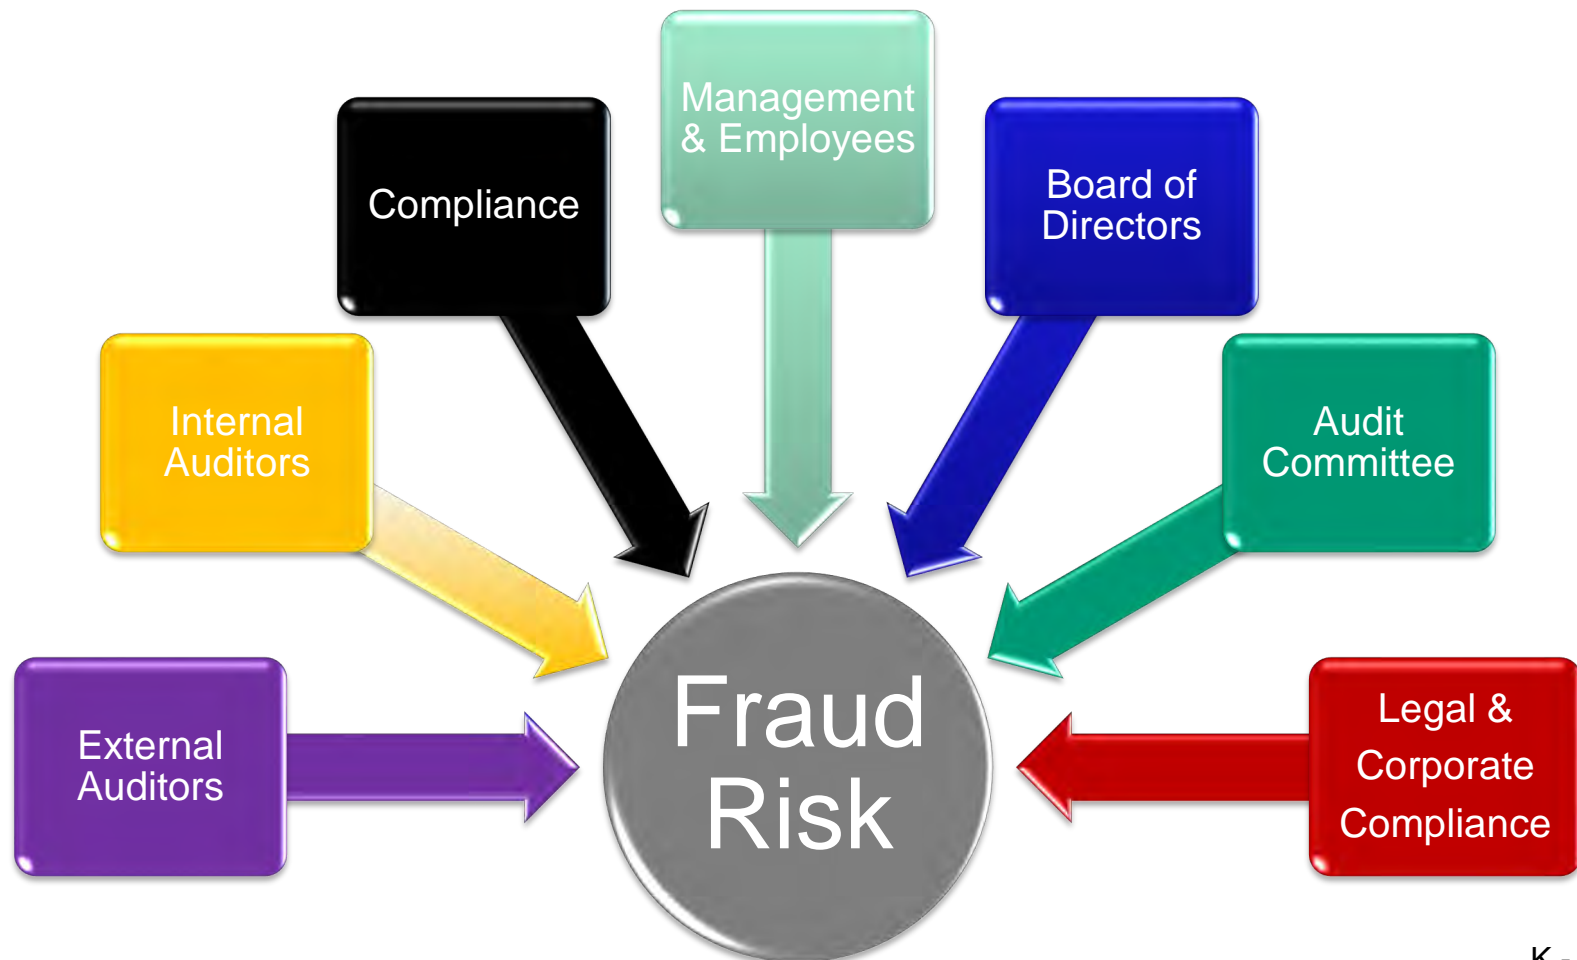 Management
& Employees
Compliance
Board of
Directors
Internal
Auditors
Audit
Committee
External
Auditors
Fraud
Risk
Legal &
Corporate
Compliance